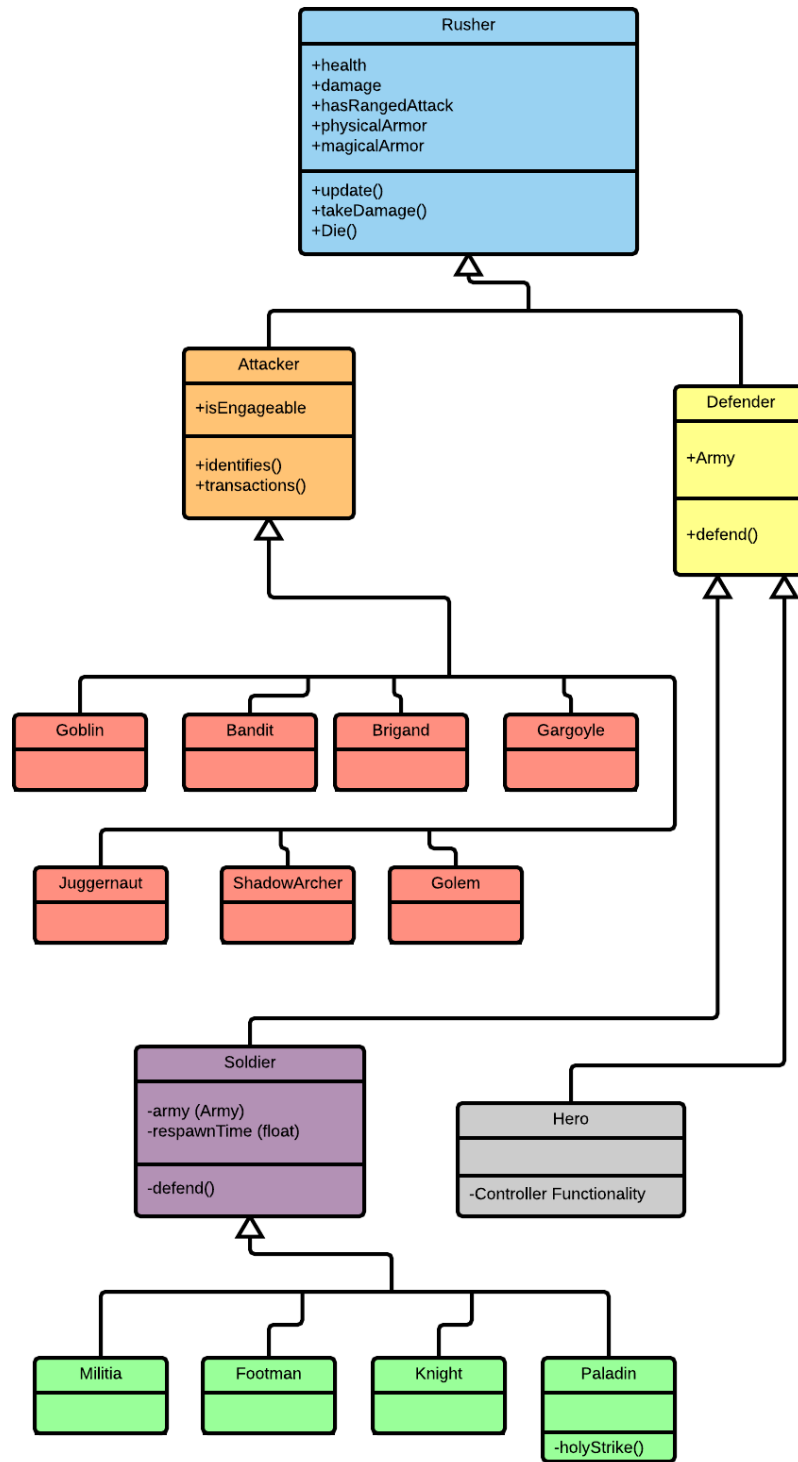 Rusher
+health
+damage
+hasRangedAttack
+physicalArmor
+magicalArmor
+update()
+takeDamage()
+Die()
Attacker
+isEngageable
+identifies()
+transactions()
Defender
+Army
+defend()
Goblin
Bandit
Brigand
Gargoyle
Juggernaut
ShadowArcher
Golem
Soldier
-army (Army)
-respawnTime (float)
-defend()
Hero
-Controller Functionality
Militia
Footman
Knight
Paladin
-holyStrike()